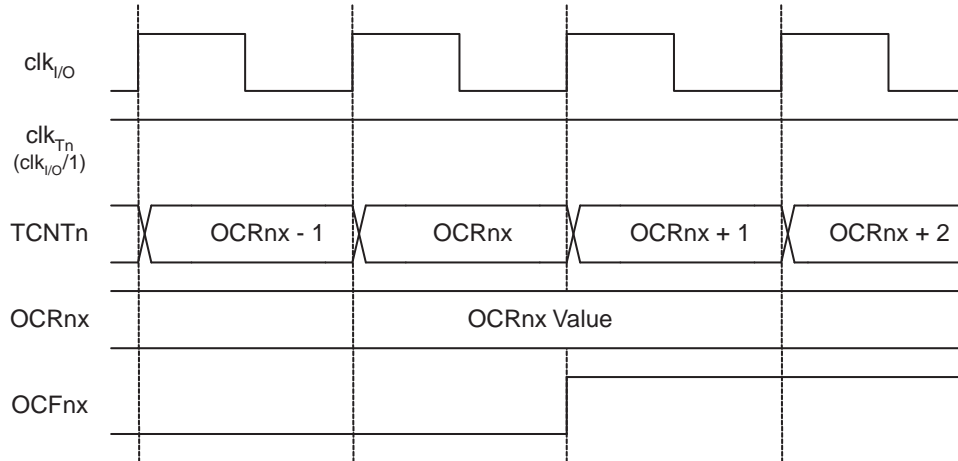 clkI/O
clkTn
(clkI/O/1)
TCNTn OCRnx - 1 OCRnx OCRnx + 1 OCRnx + 2
OCRnx OCRnx Value
OCFnx